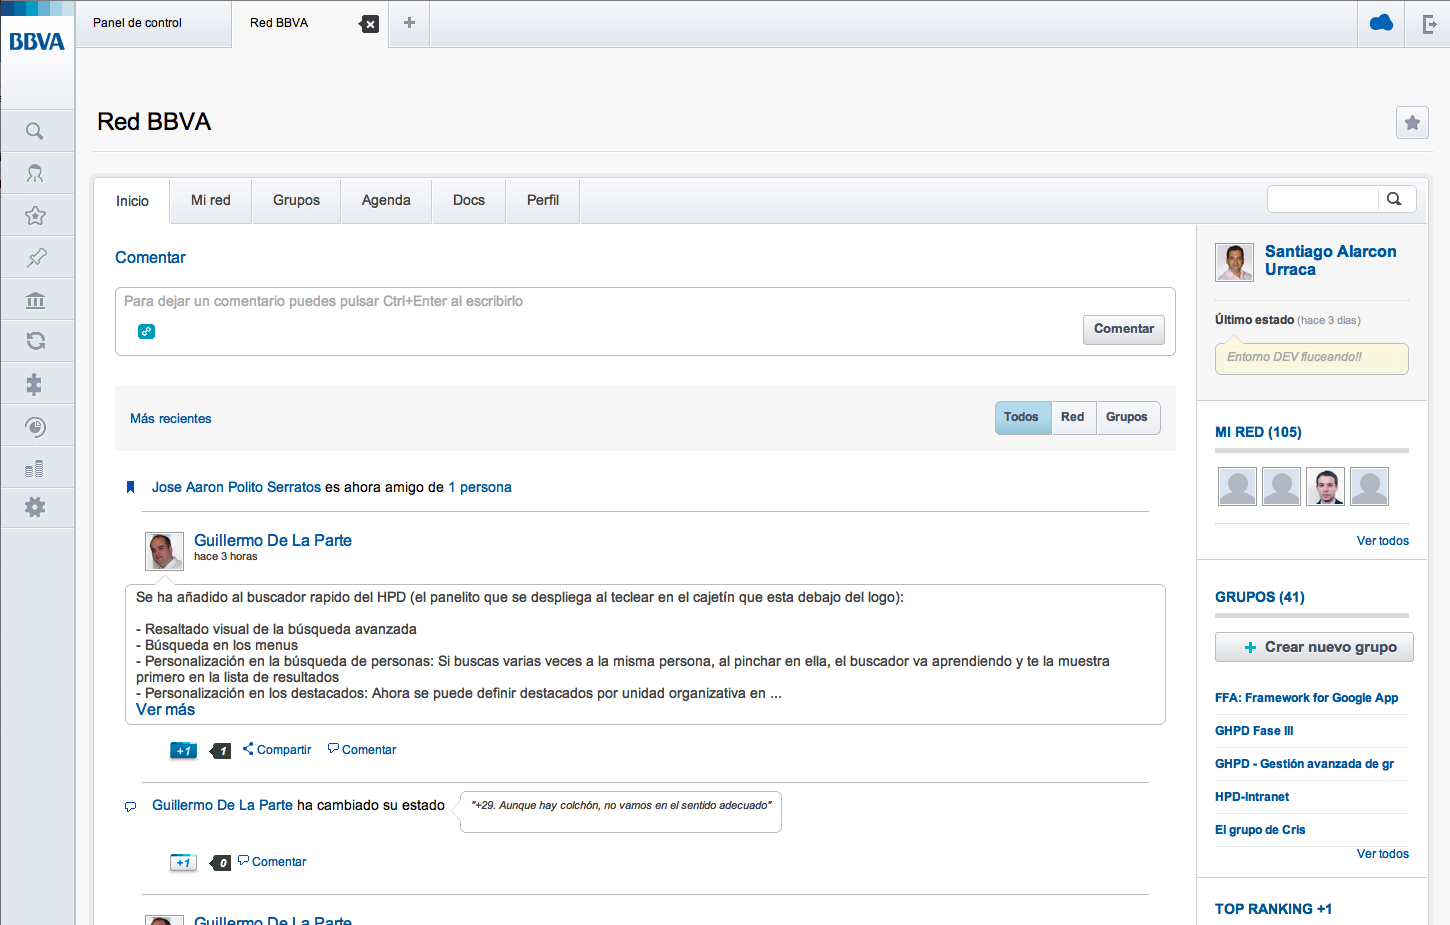 Panel de control
Red BBVA
BBVA
Red BBVA
Inicio
Mi red
Grupos
Agenda
Docs
Perfil
Comentar
Para dejar un comentario puedes pulsar Ctrl+Enter al escribirlo
Comentar
Más recientes
Todos
Red
Grupos
Jose Aaron Polito Serratos es ahora amigo de 1 persona
Guillermo De La Parte
hace 3 horas
Se ha añadido al buscador rapido del HPD (el panelito que se despliega al teclear en el cajetín que esta debajo del logo):
- Resaltado visual de la búsqueda avanzada
- Búsqueda en los menus
- Personalización en la búsqueda de personas: Si buscas varias veces a la misma persona, al pinchar en ella, el buscador va aprendiendo y te la muestra
primero en la lista de resultados
- Personalización en los destacados: Ahora se puede definir destacados por unidad organizativa en ...
Ver más
+1
1
Compartir
Comentar
Guillermo De La Parte ha cambiado su estado
"+29. Aunque hay colchón, no vamos en el sentido adecuado"
+1
0
Comentar
Guillermo De La Parte
Santiago Alarcon
Urraca
Último estado (hace 3 dias)
Entorno DEV fluceando!!
MI RED (105)
Ver todos
GRUPOS (41)
+ Crear nuevo grupo
FFA: Framework for Google App
GHPD Fase III
GHPD - Gestión avanzada de gr
HPD-Intranet
El grupo de Cris
Ver todos
TOP RANKING +1